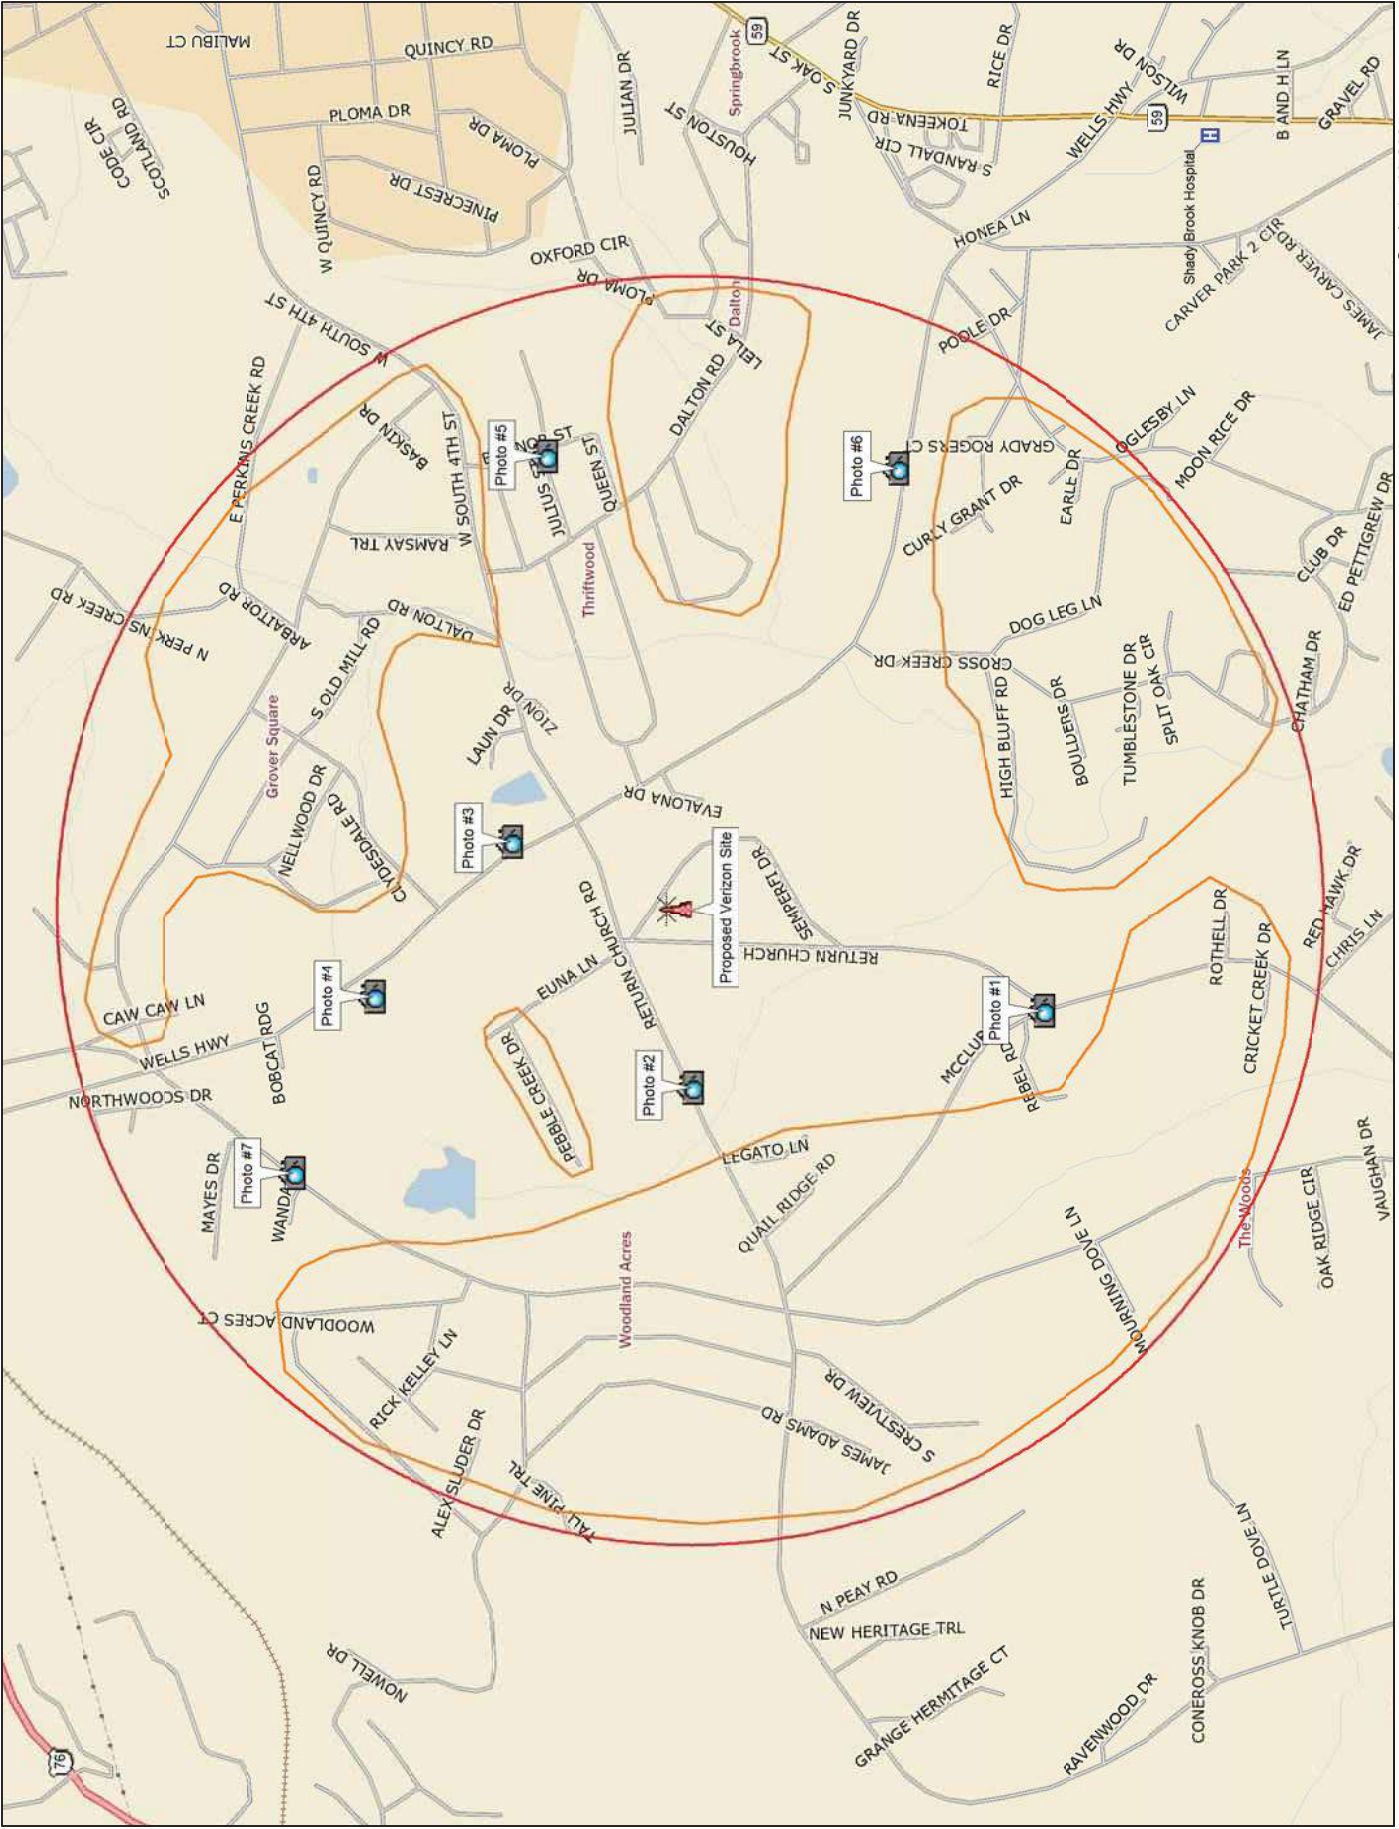 MALIBU CT
QUINCY RD
SCOTLAND RD
CODE CIR
PLOMA DR
PLOMA DR
PINECREST DR
W QUINCY RD
OXFORD CIR
PLOMA DR
JULIAN DR
HOUSTON ST
Springbrook
59
S OAK ST
JUNKYARD DR
TOKEENA RD
S RANDALL CIR
RICE DR
WELLS HWY
WILSON DR
59
B AND H LN
GRAVEL RD
H
Shady Brook Hospital
HONEA LN
CARVER PARK 2 CIR
JAMES CARVER RD
POOLE DR
W SOUTH 4TH ST
E PERKINS CREEK RD
BASKIN DR
W SOUTH 4TH ST
RAMSAY TRL
Photo #5
QUEEN ST
DALTON RD
LEILA ST
Dalton
Thriftwood
Photo #6
GRADY ROGERS CT
CURLY GRANT DR
EARLE DR
OGLESBY LN
MOON RICE DR
CLUB DR
ED PETTIGREW DR
CHATHAM DR
DOG LEG LN
CROSS CREEK DR
HIGH BLUFF RD
BOULDERS DR
TUMBLESTONE DR
SPLIT OAK CIR
N PERKINS CREEK RD
ARBAITOR RD
DALTON RD
S OLD MILL RD
Grover Square
NELLWOOD DR
CLYDESDALE RD
LAUN DR
ZION DR
EVALONA DR
Photo #3
Proposed Verizon Site
SEMPERFI DR
RETURN CHURCH
RETURN CHURCH RD
RETURN CHURCH RD
EUNA LN
PEBBLE CREEK DR
Photo #4
CAW CAW LN
WELLS HWY
BOBCAT RDG
NORTHWOODS DR
Photo #2
Photo #1
REBEL RD
ROTHELL DR
CRICKET CREEK DR
RED HAWK DR
CHRIS LN
Photo #7
MAYES DR
WANDA
LEGATO LN
QUAIL RIDGE RD
Woodland Acres
WOODLAND ACRES CT
RICK KELLEY LN
ALEX SLUDER DR
TALL PINE TRL
JAMES ADAMS RD
S CRESTVIEW DR
MOURNING DOVE LN
The Woods
OAK RIDGE CIR
VAUGHAN DR
N PEAY RD
NEW HERITAGE TRL
GRANGE HERMITAGE CT
RAVENWOOD DR
CONEROSS KNOB DR
TURTLE DOVE LN
NOWELL DR
76